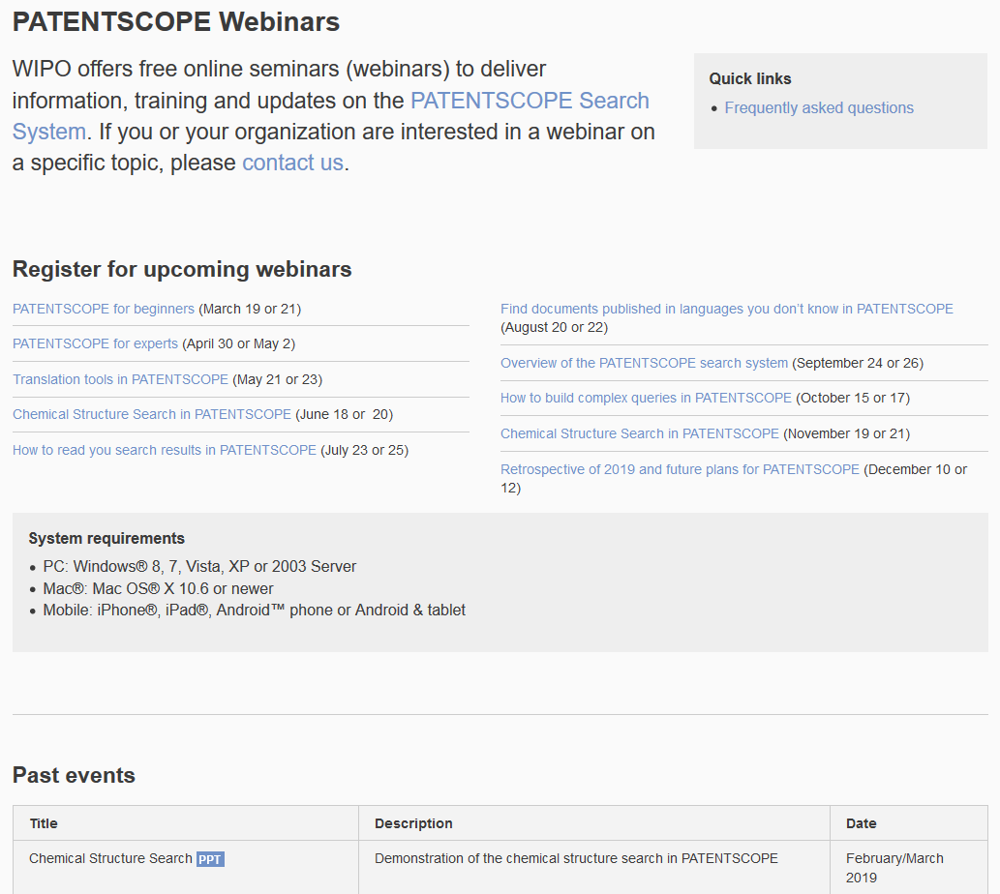 PATENTSCOPE Webinars
WIPO offers free online seminars (webinars) to deliver
information, training and updates on the PATENTSCOPE Search
System. If you or your organization are interested in a webinar on
a specific topic, please contact us.
Quick links
• Frequently asked questions
Register for upcoming webinars
PATENTSCOPE for beginners (March 19 or 21)
PATENTSCOPE for experts (April 30 or May 2)
Translation tools in PATENTSCOPE (May 21 or 23)
Chemical Structure Search in PATENTSCOPE (June 18 or  20)
How to read you search results in PATENTSCOPE (July 23 or 25)
Find documents published in languages you don't know in PATENTSCOPE
(August 20 or 22)
Overview of the PATENTSCOPE search system (September 24 or 26)
How to build complex queries in PATENTSCOPE (October 15 or 17)
Chemical Structure Search in PATENTSCOPE (November 19 or 21)
Retrospective of 2019 and future plans for PATENTSCOPE (December 10 or
12)
System requirements
• PC: Windows® 8, 7, Vista, XP or 2003 Server
• Mac®: Mac OS® X 10.6 or newer
• Mobile: iPhone®, iPad®, Android™ phone or Android & tablet
Past events
Title Description Date
Chemical Structure Search PPT Demonstration of the chemical structure search in PATENTSCOPE February/March
2019